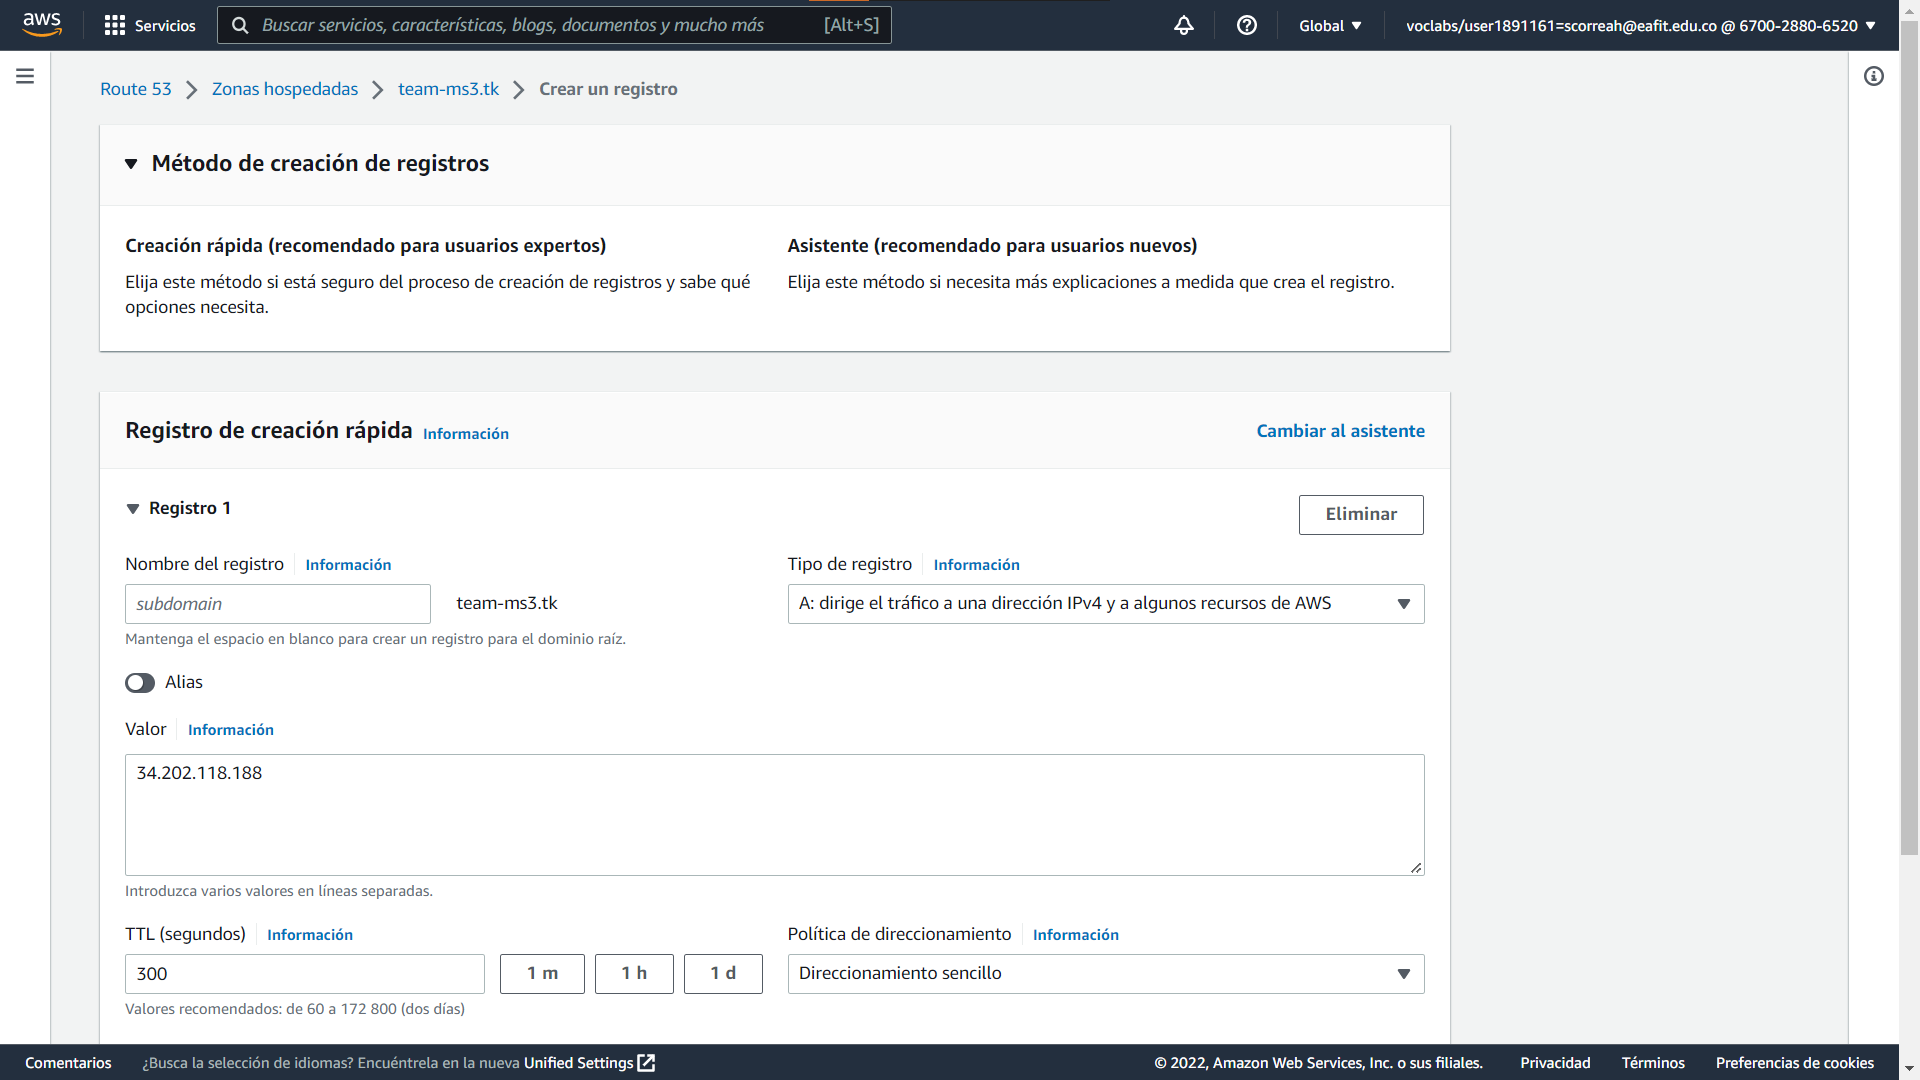 aws
Servicios
Buscar servicios, características, blogs, documentos y mucho más [Alt+S]
Global
voclabs/user1891161=scorreah@eafit.edu.co @ 6700-2880-6520
Route 53 > Zonas hospedadas > team-ms3.tk > Crear un registro
Método de creación de registros
Creación rápida (recomendado para usuarios expertos)
Elija este método si está seguro del proceso de creación de registros y sabe qué
opciones necesita.
Asistente (recomendado para usuarios nuevos)
Elija este método si necesita más explicaciones a medida que crea el registro.
Registro de creación rápida Información
Cambiar al asistente
Registro 1
Eliminar
Nombre del registro Información
subdomain team-ms3.tk
Mantenga el espacio en blanco para crear un registro para el dominio raíz.
Tipo de registro Información
A: dirige el tráfico a una dirección IPv4 y a algunos recursos de AWS
Alias
Valor Información
34.202.118.188
Introduzca varios valores en líneas separadas.
TTL (segundos) Información
300 1 m 1 h 1 d
Valores recomendados: de 60 a 172 800 (dos días)
Política de direccionamiento Información
Direccionamiento sencillo
Comentarios
¿Busca la selección de idiomas? Encuéntrela en la nueva Unified Settings
© 2022, Amazon Web Services, Inc. o sus filiales.
Privacidad
Términos
Preferencias de cookies